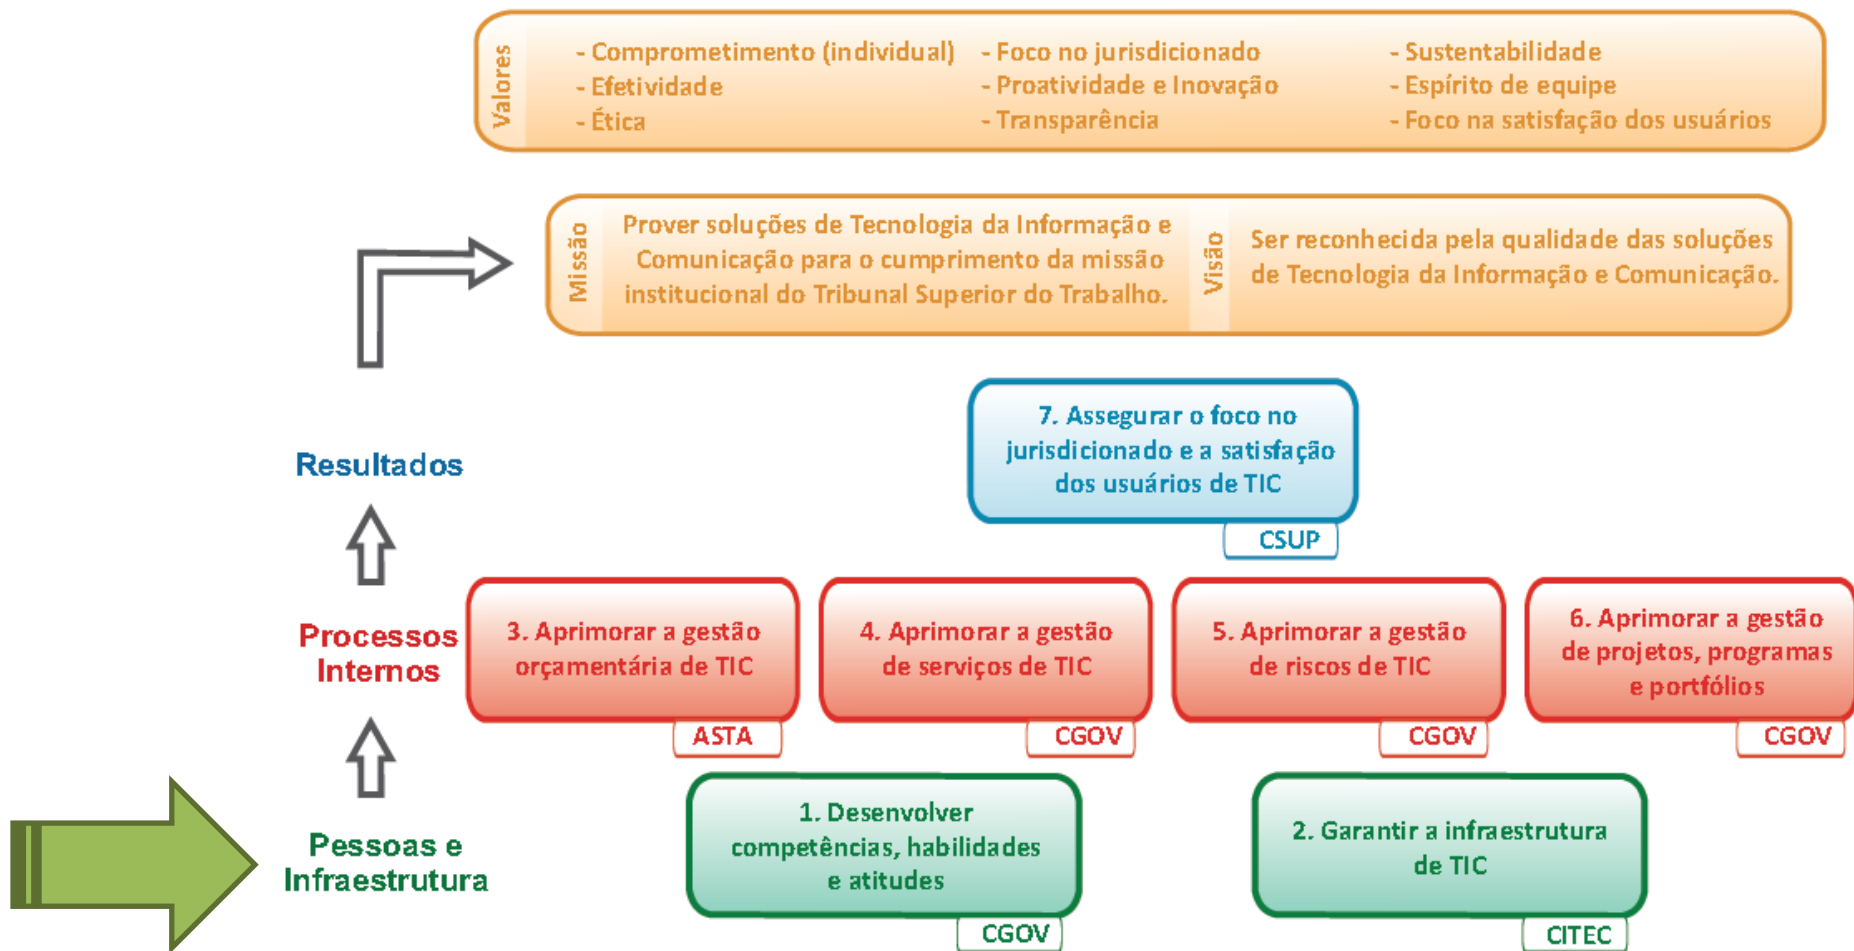 Valores
- Comprometimento (individual)
- Efetividade
- Ética
- Foco no jurisdicionado
- Proatividade e Inovação
- Transparência
- Sustentabilidade
- Espírito de equipe
- Foco na satisfação dos usuários
Missão
Prover soluções de Tecnologia da Informação e
Comunicação para o cumprimento da missão
institucional do Tribunal Superior do Trabalho.
Visão
Ser reconhecida pela qualidade das soluções
de Tecnologia da Informação e Comunicação.
Resultados
7. Assegurar o foco no
jurisdicionado e a satisfação
dos usuários de TIC
CSUP
Processos
Internos
3. Aprimorar a gestão
orçamentária de TIC
ASTA
4. Aprimorar a gestão
de serviços de TIC
CGOV
5. Aprimorar a gestão
de riscos de TIC
CGOV
6. Aprimorar a gestão
de projetos, programas
e portfólios
CGOV
Pessoas e
Infraestrutura
1. Desenvolver
competências, habilidades
e atitudes
CGOV
2. Garantir a infraestrutura
de TIC
CITEC